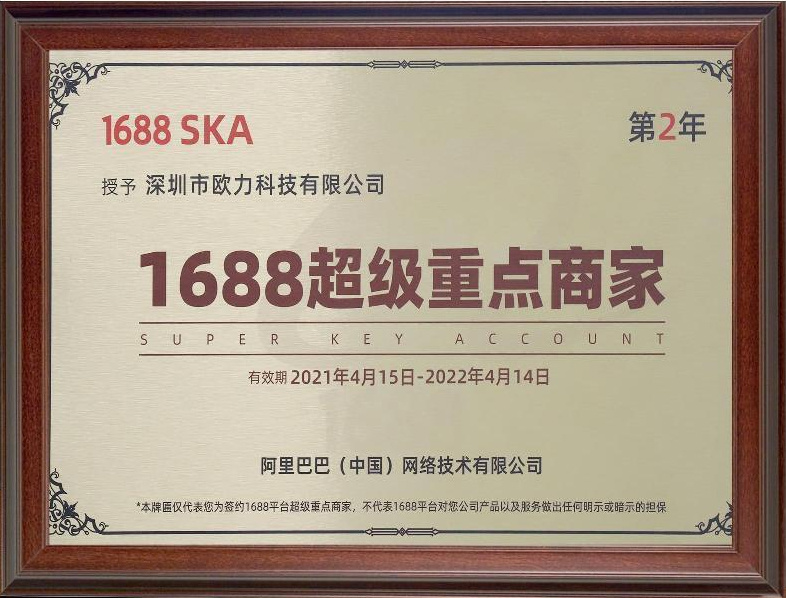 1688 SKA
第2年
授予 深圳市欧力科技有限公司
1688超级重点商家
SUPER KEY ACCOUNT
有效期 2021年4月15日-2022年4月14日
阿里巴巴（中国）网络技术有限公司
*本牌匾仅代表您为签约1688平台超级重点商家，不代表1688平台对您公司产品以及服务做出任何明示或暗示的担保